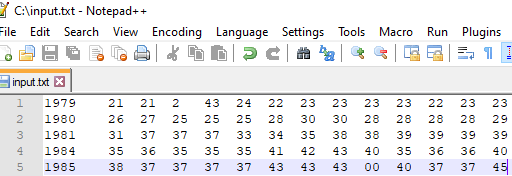 C:\input.txt - Notepad++
File Edit Search View Encoding Language Settings Tools Macro Run Plugins
input.txt
1 1979 21 21 2 43 24 22 23 23 23 23 22 23 23
2 1980 26 27 25 25 25 28 30 30 28 28 28 28 29
3 1981 31 37 37 37 33 34 35 38 38 39 39 39 39
4 1984 35 36 35 35 35 41 42 43 40 35 36 36 40
5 1985 38 37 37 37 37 43 43 43 00 40 37 37 45